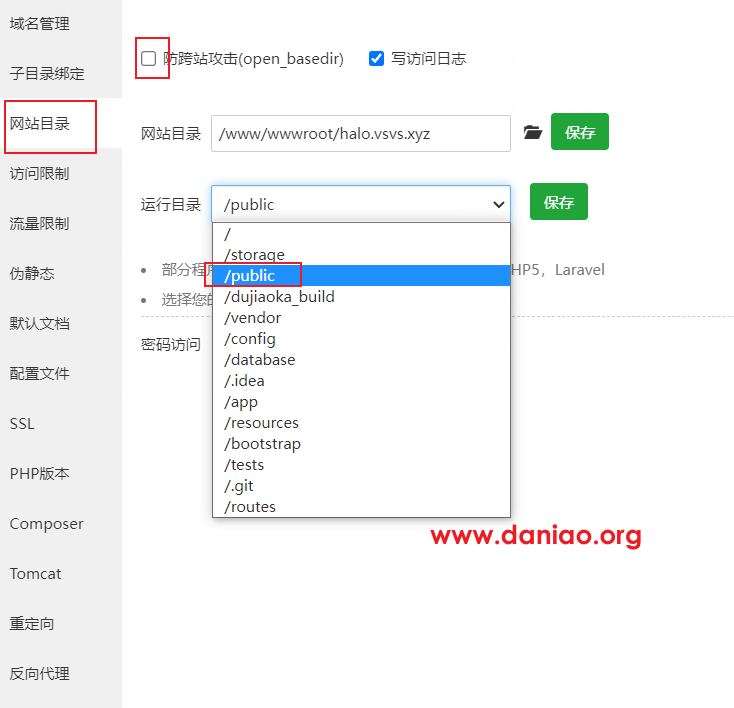 域名管理
子目录绑定
网站目录
访问限制
流量限制
伪静态
默认文档
配置文件
SSL
PHP版本
Composer
Tomcat
重定向
反向代理
防跨站攻击(open_basedir)
写访问日志
网站目录
/www/wwwroot/halo.vsvs.xyz
保存
运行目录
/public
保存
/
/storage
/public
/dujiaoka_build
/vendor
/config
/database
/.idea
/app
/resources
/bootstrap
/tests
/.git
/routes
部分程 HP5，Laravel
选择您的
密码访问
www.daniao.org